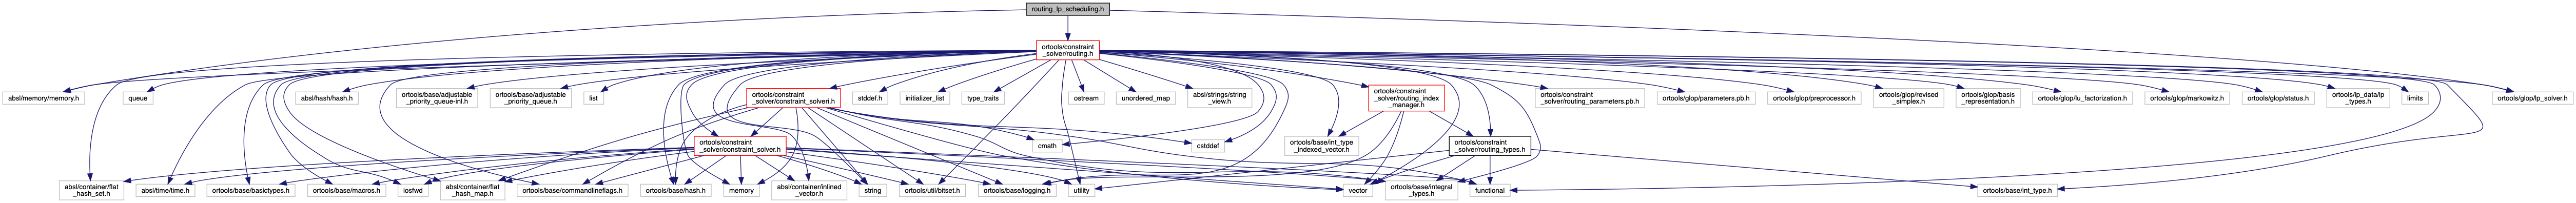 routing_lp_scheduling.h
ortools/constraint
_solver/routing.h
absl/memory/memory.h
queue
absl/hash/hash.h
ortools/base/adjustable
_priority_queue-inl.h
ortools/base/adjustable
_priority_queue.h
list
ortools/constraint
_solver/constraint_solveri.h
stddef.h
initializer_list
type_traits
ostream
unordered_map
absl/strings/string
_view.h
ortools/constraint
_solver/routing_index
_manager.h
ortools/constraint
_solver/routing_parameters.pb.h
ortools/glop/parameters.pb.h
ortools/glop/preprocessor.h
ortools/glop/revised
_simplex.h
ortools/glop/basis
_representation.h
ortools/glop/lu_factorization.h
ortools/glop/markowitz.h
ortools/glop/status.h
ortools/lp_data/lp
_types.h
limits
ortools/glop/lp_solver.h
ortools/constraint
_solver/constraint_solver.h
cmath
cstddef
ortools/base/int_type
_indexed_vector.h
ortools/constraint
_solver/routing_types.h
absl/container/flat
_hash_set.h
absl/time/time.h
ortools/base/basictypes.h
ortools/base/macros.h
iosfwd
absl/container/flat
_hash_map.h
ortools/base/commandlineflags.h
ortools/base/hash.h
memory
absl/container/inlined
_vector.h
string
ortools/util/bitset.h
ortools/base/logging.h
utility
vector
ortools/base/integral
_types.h
functional
ortools/base/int_type.h